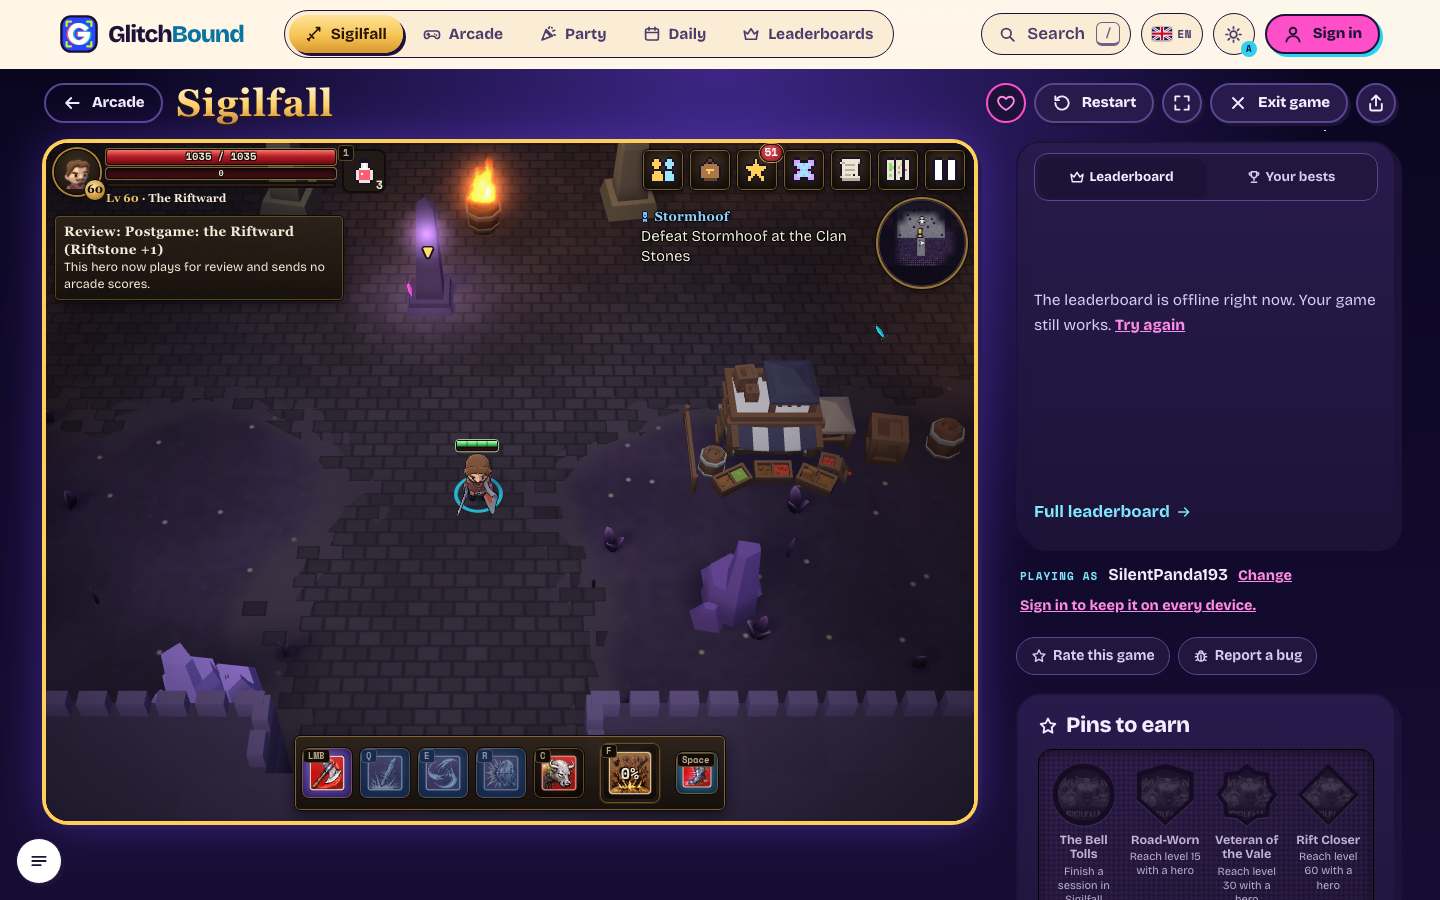 GlitchBound
Sigilfall
Arcade
Party
Daily
Leaderboards
Search /
EN
A
Sign in
Arcade
Sigilfall
Restart
Exit game
1035 / 1035
0
60
Lv 60 · The Riftward
1
3
51
Review: Postgame: the Riftward
(Riftstone +1)
This hero now plays for review and sends no
arcade scores.
Stormhoof
Defeat Stormhoof at the Clan
Stones
LMB
Q
E
R
C
F
0%
Space
Leaderboard
Your bests
The leaderboard is offline right now. Your game
still works. Try again
Full leaderboard →
PLAYING AS SilentPanda193 Change
Sign in to keep it on every device.
Rate this game
Report a bug
Pins to earn
The Bell
Tolls
Finish a
session in
Sigilfall
Road-Worn
Reach level 15
with a hero
Veteran of
the Vale
Reach level
30 with a
hero
Rift Closer
Reach level
60 with a
hero